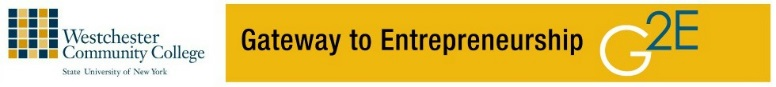 Westchester
Community College
State University of New York
Gateway to Entrepreneurship
G2E